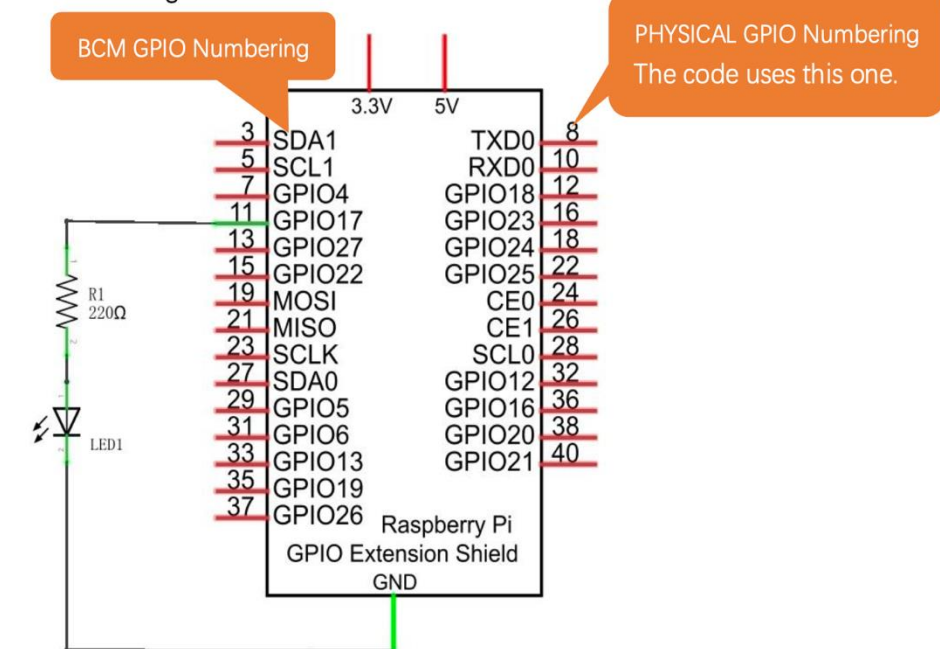 BCM GPIO Numbering
PHYSICAL GPIO Numbering
The code uses this one.
3.3V 5V
3 SDA1 TXD0 8
5 SCL1 RXD0 10
7 GPIO4 GPIO18 12
11 GPIO17 GPIO23 16
13 GPIO27 GPIO24 18
15 GPIO22 GPIO25 22
19 MOSI CE0 24
21 MISO CE1 26
23 SCLK SCL0 28
27 SDA0 GPIO12 32
29 GPIO5 GPIO16 36
31 GPIO6 GPIO20 38
33 GPIO13 GPIO21 40
35 GPIO19
37 GPIO26
Raspberry Pi
GPIO Extension Shield
GND
1
R1
220Ω
2
1
LED1
2